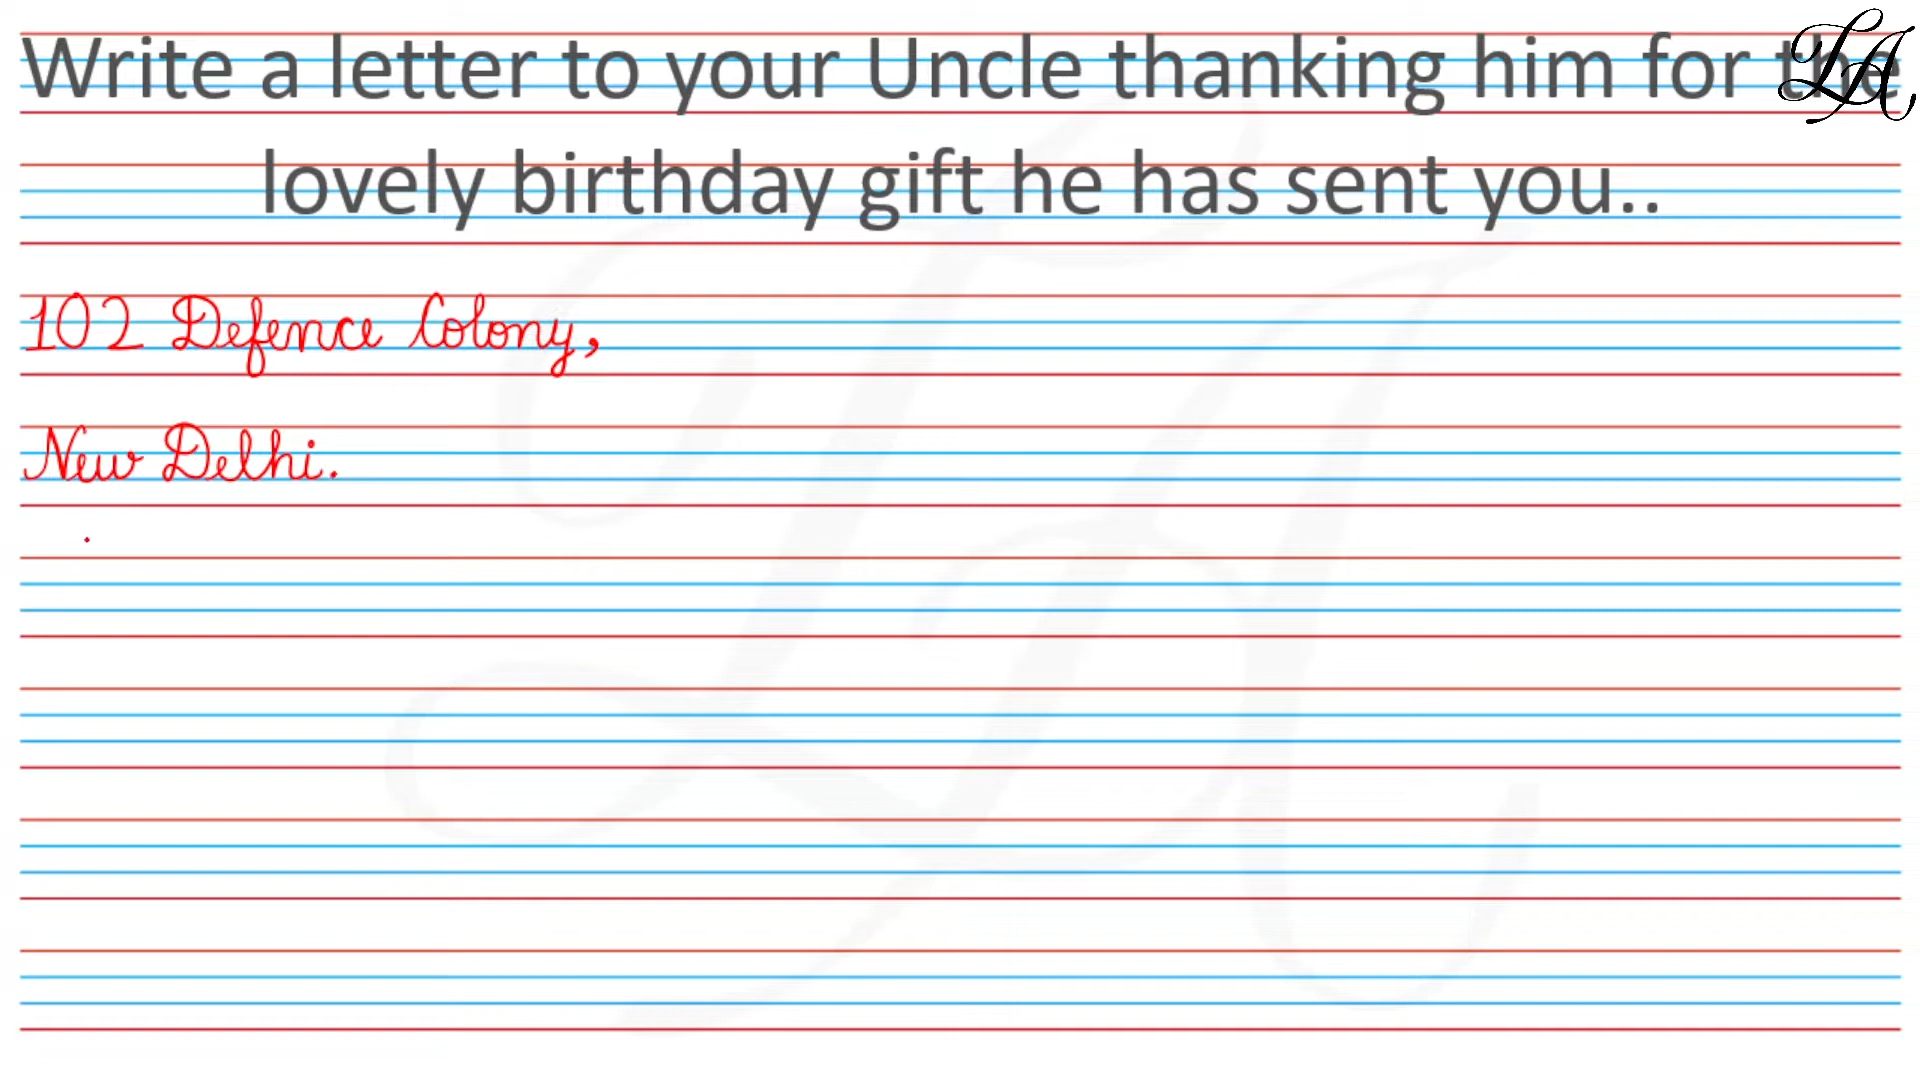 Write a letter to your Uncle thanking him for the
lovely birthday gift he has sent you..
LA
102 Defence Colony,
New Delhi.